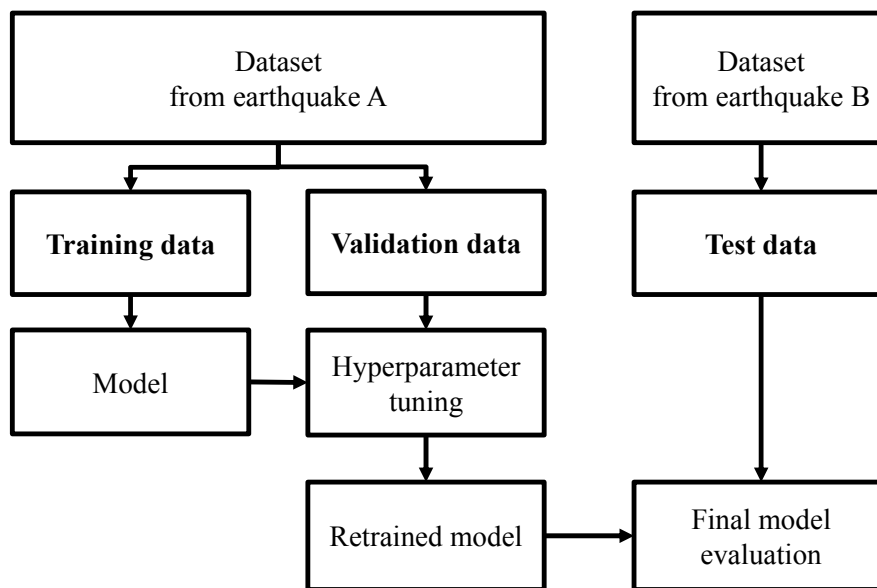 Dataset
from earthquake A
Dataset
from earthquake B
Training data
Validation data
Test data
Model
Hyperparameter
tuning
Retrained model
Final model
evaluation